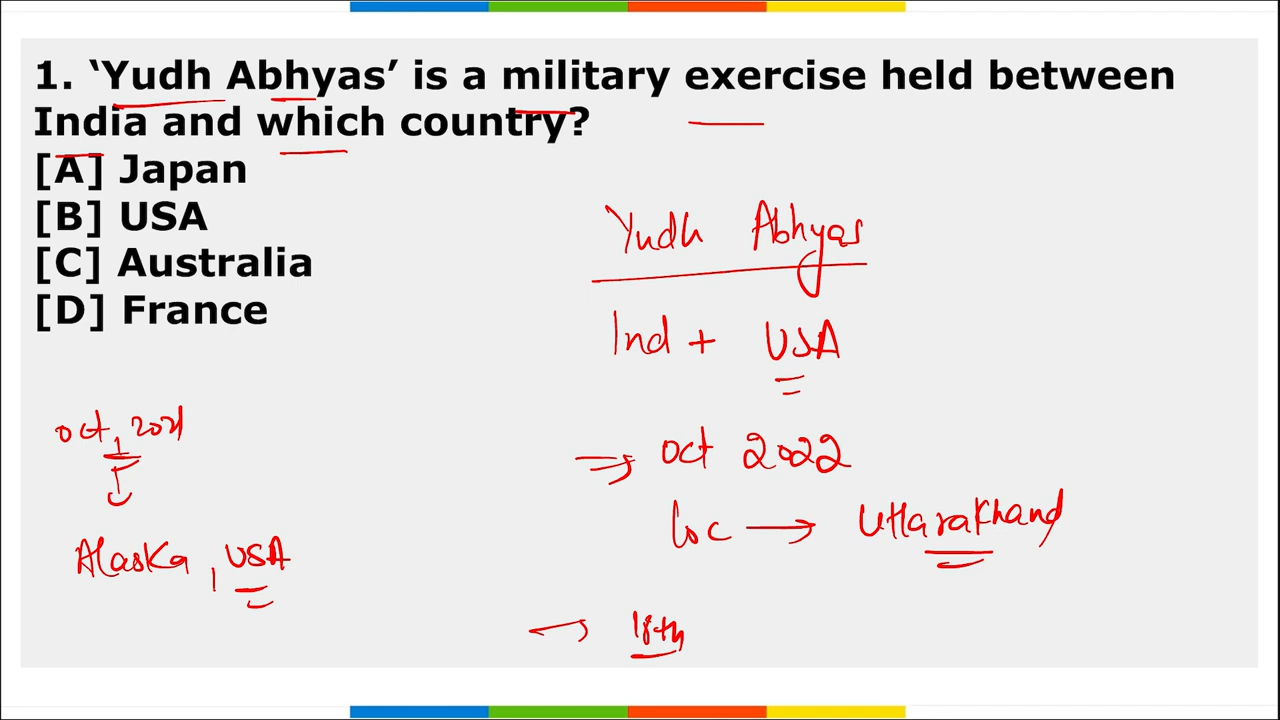 1. ‘Yudh Abhyas’ is a military exercise held between
India and which country?
[A] Japan
[B] USA
[C] Australia
[D] France
Yudh Abhyas
Ind + USA
Oct 2022
loc → Uttarakhand
18th
Oct, 2021
Alaska, USA